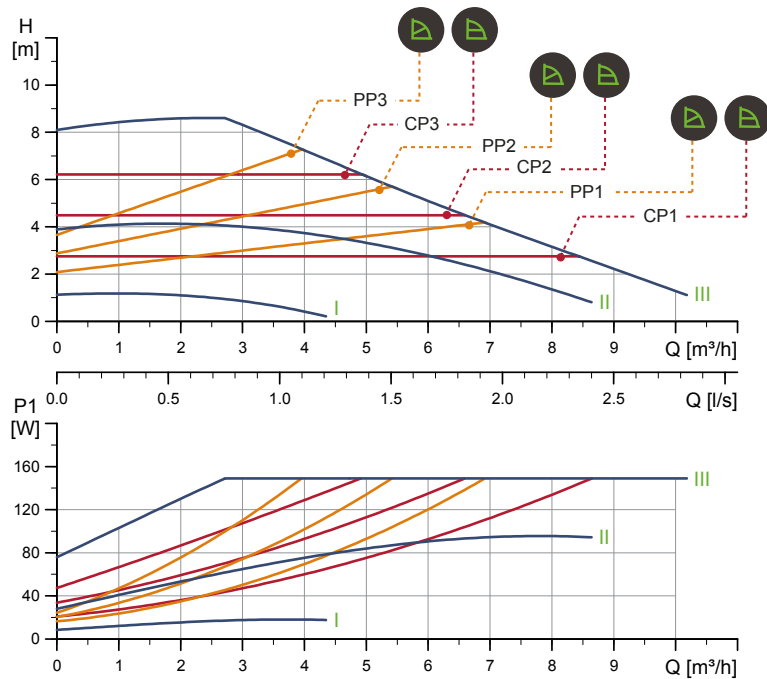 H
[m]
10
8
6
4
2
0
PP3
CP3
PP2
CP2
PP1
CP1
I
II
III
0 1 2 3 4 5 6 7 8 9 Q [m³/h]
0.0 0.5 1.0 1.5 2.0 2.5 Q [l/s]
P1
[W]
160
120
80
40
0
III
II
I
0 1 2 3 4 5 6 7 8 9 Q [m³/h]